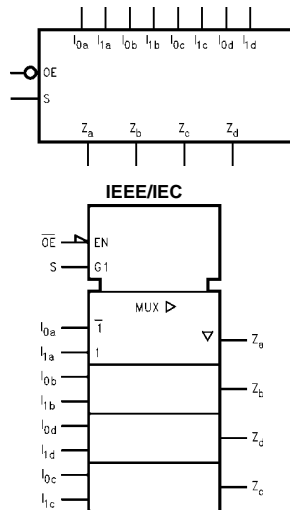 I0a I1a I0b I1b I0c I1c I0d I1d
OE
S
Za Zb Zc Zd
IEEE/IEC
O̅E̅ EN
S G1
MUX ▷
I0a 1̅ ▽ Za
I1a 1
I0b Zb
I1b
I0d Zd
I1d
I0c Zc
I1c